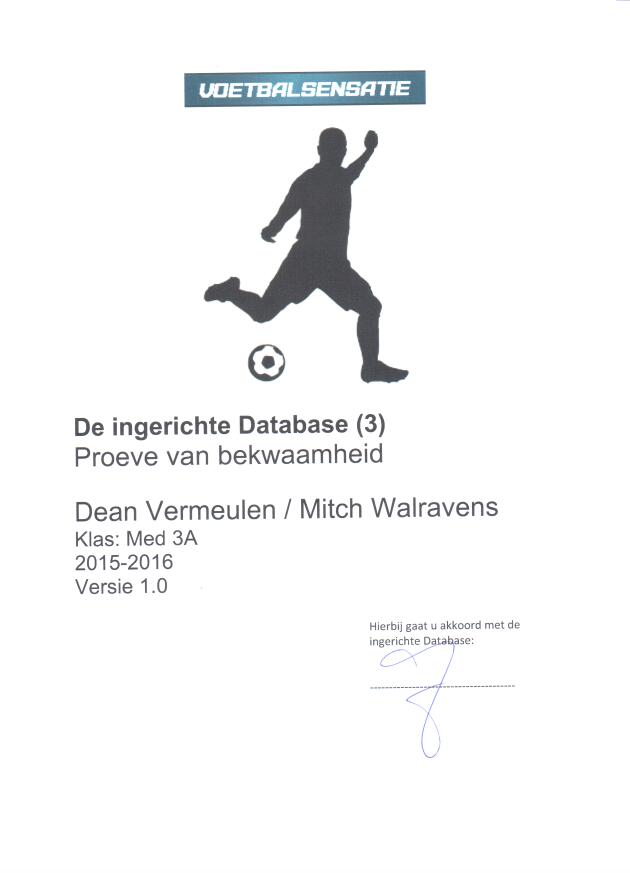 VOETBALSENSATIE
De ingerichte Database (3)
Proeve van bekwaamheid
Dean Vermeulen / Mitch Walravens
Klas: Med 3A
2015-2016
Versie 1.0
Hierbij gaat u akkoord met de
ingerichte Database: